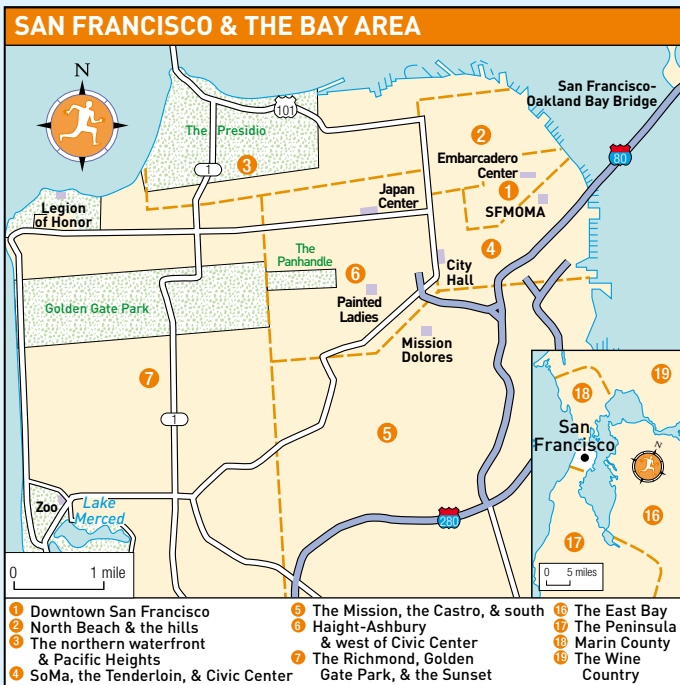 SAN FRANCISCO & THE BAY AREA
N
San Francisco-
Oakland Bay Bridge
101
The Presidio
2
80
1
3
Embarcadero
Center
1
Japan
Center
SFMOMA
Legion
of Honor
4
The
Panhandle
City
Hall
6
Golden Gate Park
Painted
Ladies
Mission
Dolores
7
19
18
1
San
Francisco
N
5
Zoo
Lake
Merced
280
16
17
0 1 mile
0 5 miles
1 Downtown San Francisco
2 North Beach & the hills
3 The northern waterfront
& Pacific Heights
4 SoMa, the Tenderloin, & Civic Center
5 The Mission, the Castro, & south
6 Haight-Ashbury
& west of Civic Center
7 The Richmond, Golden
Gate Park, & the Sunset
16 The East Bay
17 The Peninsula
18 Marin County
19 The Wine
Country